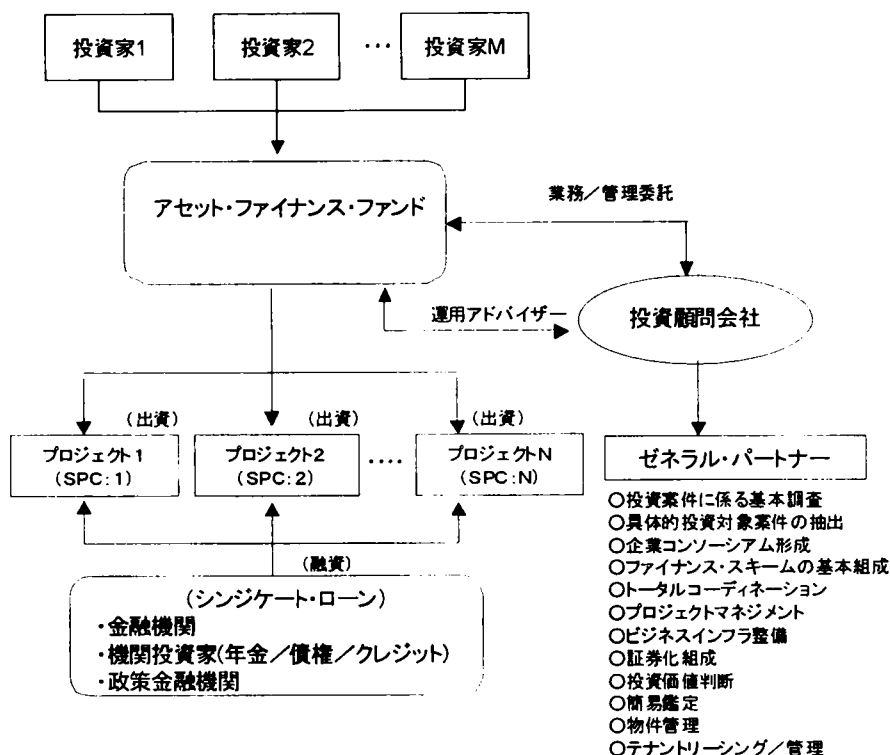 投資家1
投資家2
･･･
投資家M
アセット・ファイナンス・ファンド
業務／管理委託
運用アドバイザー
投資顧問会社
(出資)
(出資)
(出資)
プロジェクト1
(SPC:1)
プロジェクト2
(SPC:2)
････
プロジェクトN
(SPC:N)
ゼネラル・パートナー
(融資)
(シンジケート・ローン)
・金融機関
・機関投資家(年金／債権／クレジット)
・政策金融機関
○投資案件に係る基本調査
○具体的投資対象案件の抽出
○企業コンソーシアム形成
○ファイナンス・スキームの基本組成
○トータルコーディネーション
○プロジェクトマネジメント
○ビジネスインフラ整備
○証券化組成
○投資価値判断
○簡易鑑定
○物件管理
○テナントリーシング／管理